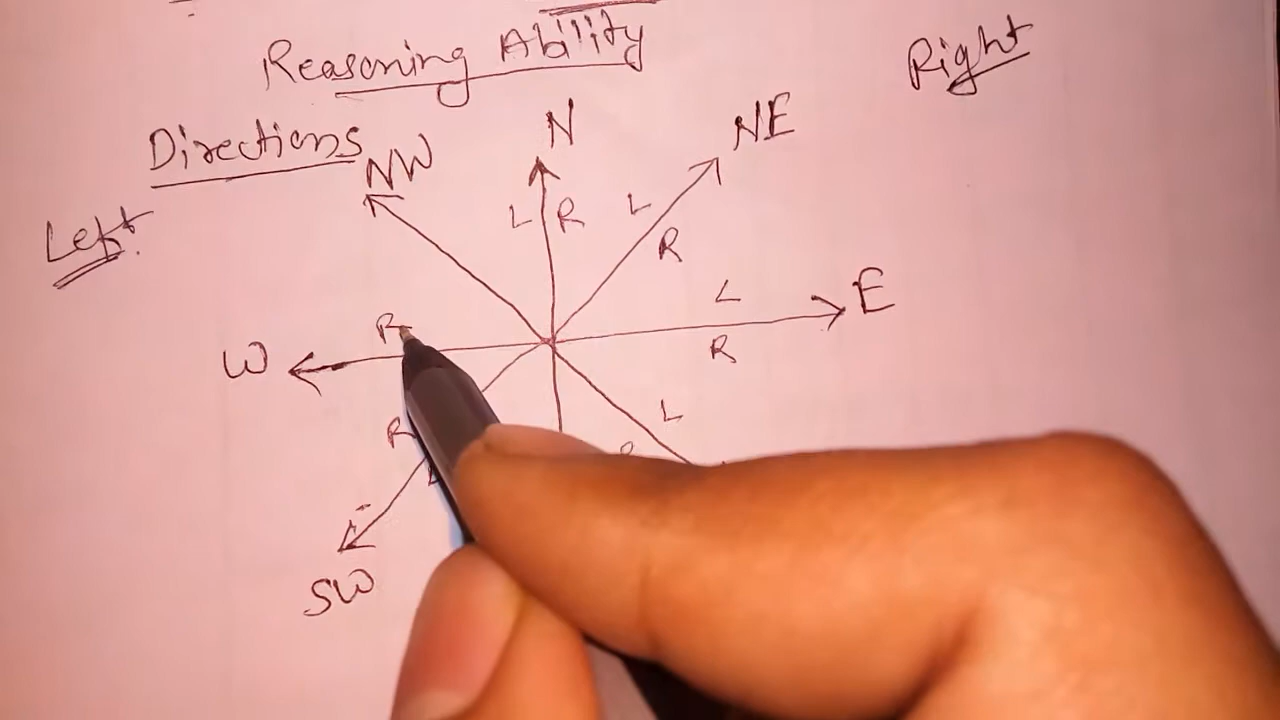 Reasoning Ability
Right
Directions
N
NE
NW
Left
L R
L
R
L
E
R
R
W
L
R
SW